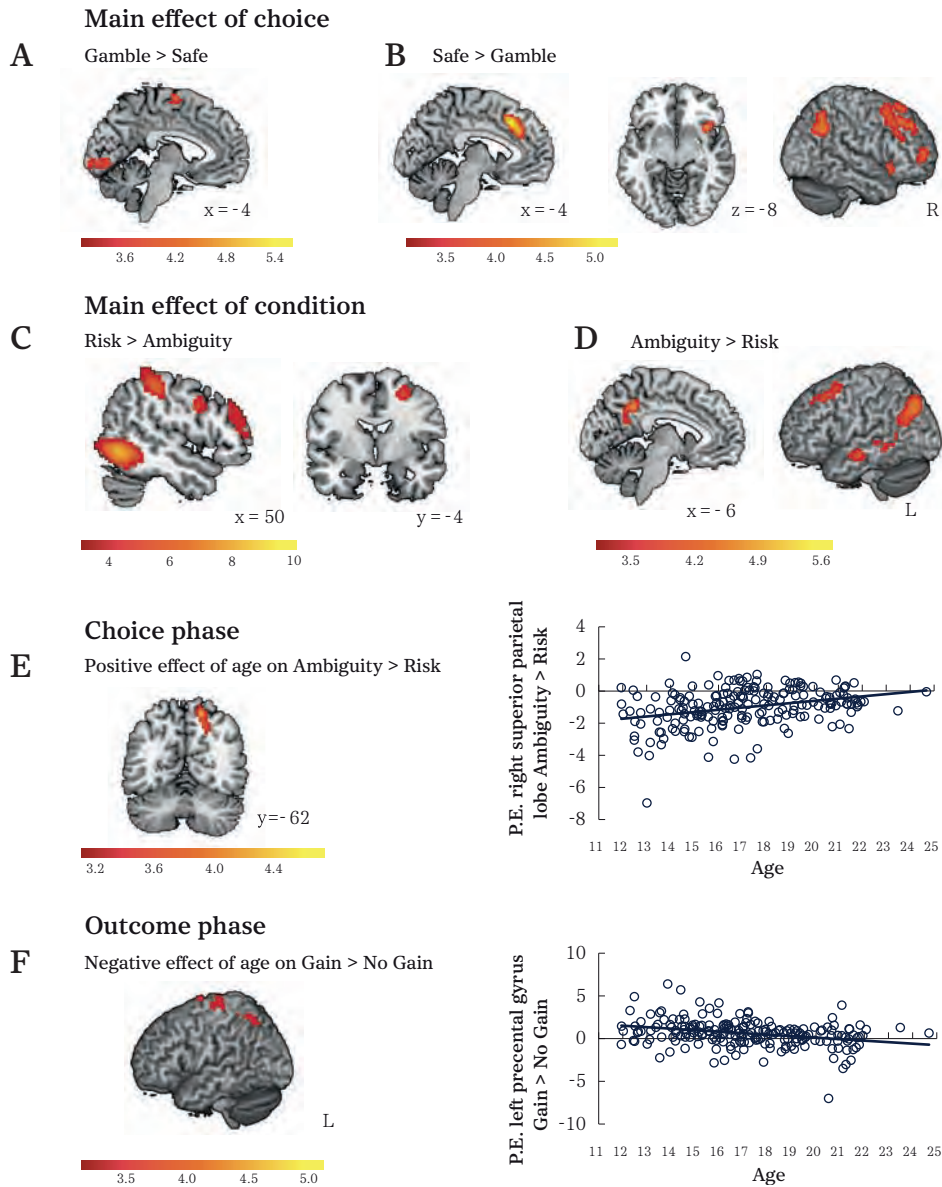 Main effect of choice
A
Gamble > Safe
x = -4
3.6 4.2 4.8 5.4
B
Safe > Gamble
x = -4
z = -8
R
3.5 4.0 4.5 5.0
Main effect of condition
C
Risk > Ambiguity
x = 50
y = -4
4 6 8 10
D
Ambiguity > Risk
x = - 6
L
3.5 4.2 4.9 5.6
Choice phase
E
Positive effect of age on Ambiguity > Risk
y=- 62
3.2 3.6 4.0 4.4
P.E. right superior parietal
lobe Ambiguity > Risk
4
2
0
-2
-4
-6
-8
11 12 13 14 15 16 17 18 19 20 21 22 23 24 25
Age
Outcome phase
F
Negative effect of age on Gain > No Gain
L
3.5 4.0 4.5 5.0
P.E. left precental gyrus
Gain > No Gain
10
5
0
-5
-10
11 12 13 14 15 16 17 18 19 20 21 22 23 24 25
Age